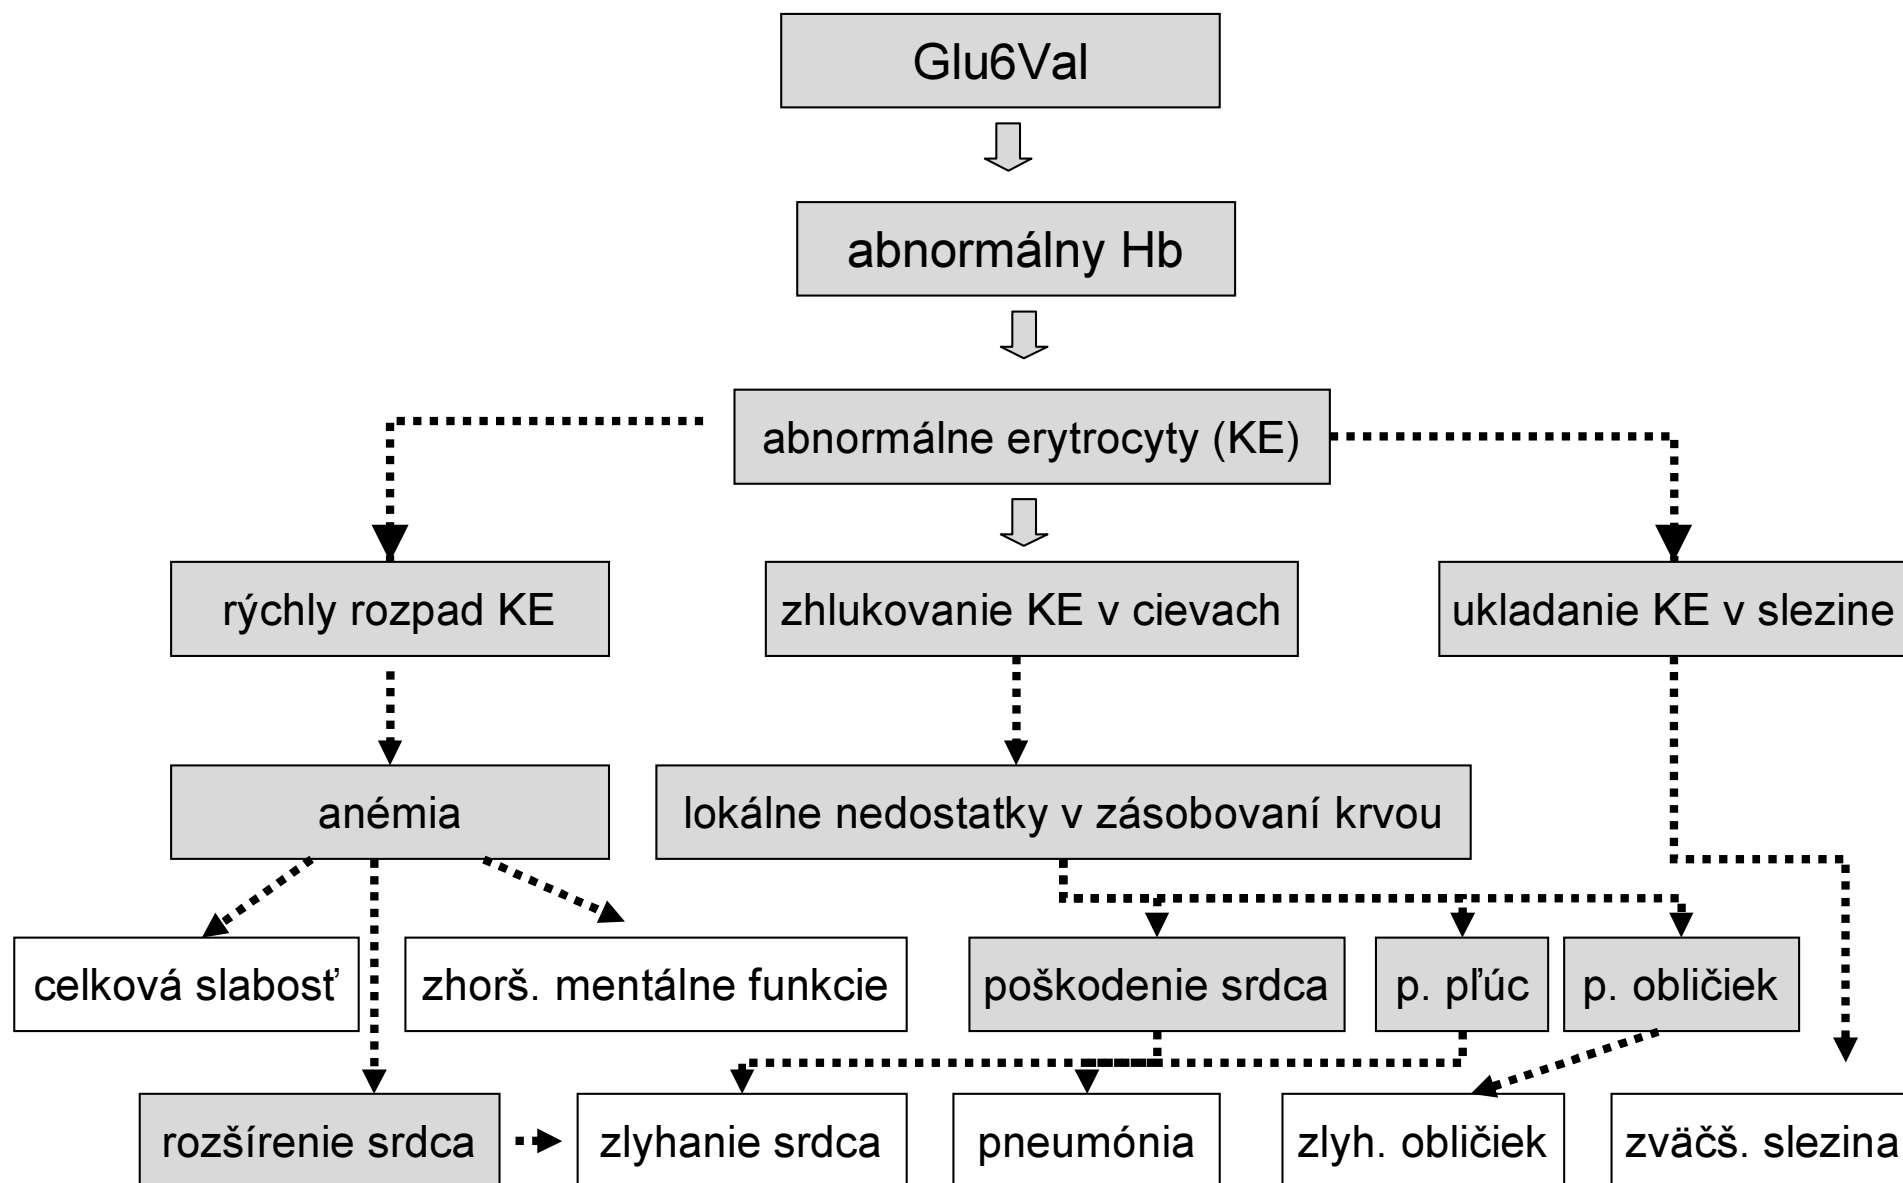 Glu6Val
abnormálny Hb
abnormálne erytrocyty (KE)
rýchly rozpad KE
zhlukovanie KE v cievach
ukladanie KE v slezine
anémia
lokálne nedostatky v zásobovaní krvou
celková slabosť
zhorš. mentálne funkcie
poškodenie srdca
p. pľúc
p. obličiek
rozšírenie srdca
zlyhanie srdca
pneumónia
zlyh. obličiek
zväčš. slezina